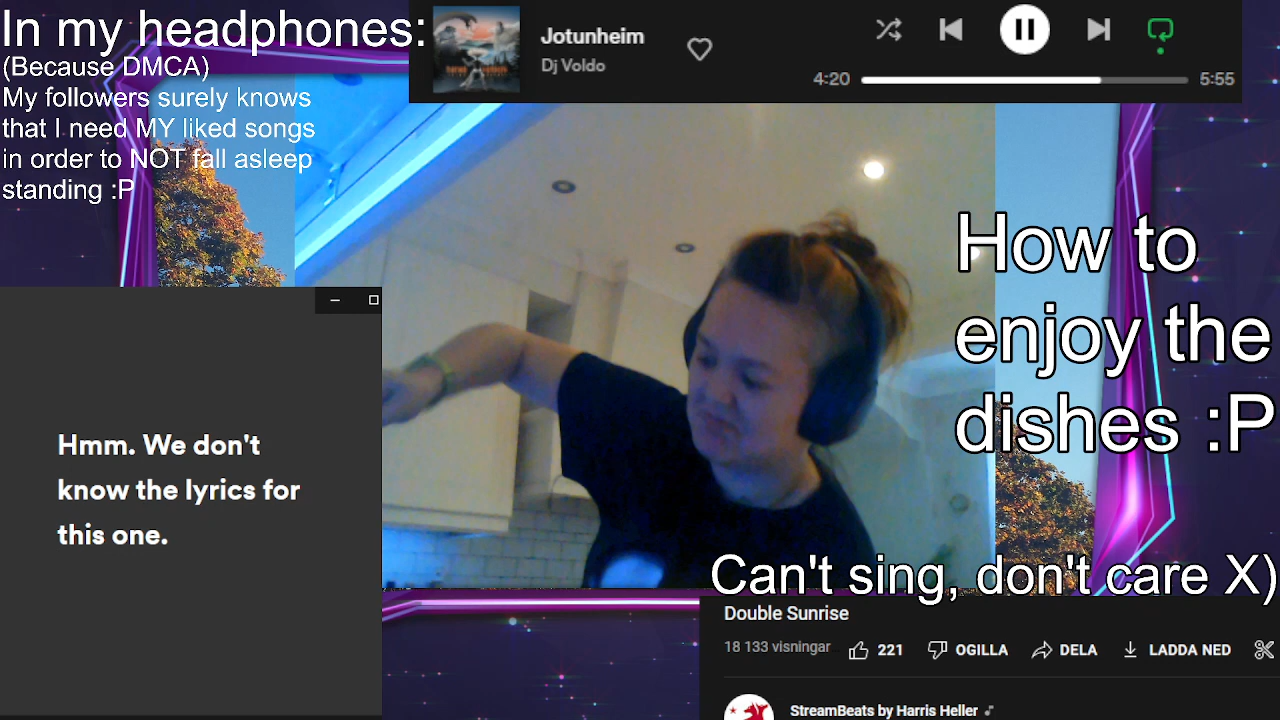 In my headphones:
(Because DMCA)
My followers surely knows
that I need MY liked songs
in order to NOT fall asleep
standing :P
Jotunheim
Dj Voldo
4:20
5:55
How to
enjoy the
dishes :P
Hmm. We don't
know the lyrics for
this one.
Can't sing, don't care X)
Double Sunrise
18 133 visningar
221
OGILLA
DELA
LADDA NED
StreamBeats by Harris Heller